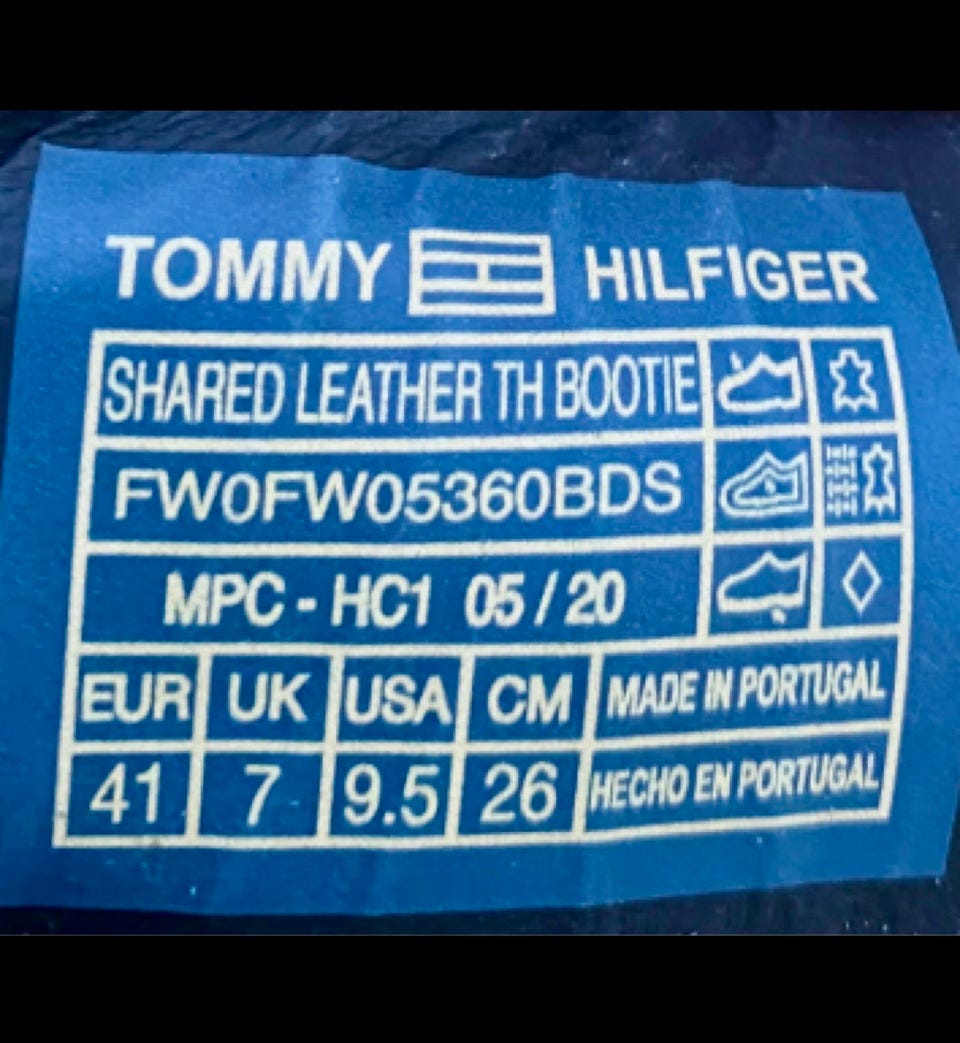 TOMMY HILFIGER
SHARED LEATHER TH BOOTIE
FW0FW05360BDS
MPC - HC1 05 / 20
EUR UK USA CM MADE IN PORTUGAL
41 7 9.5 26 HECHO EN PORTUGAL